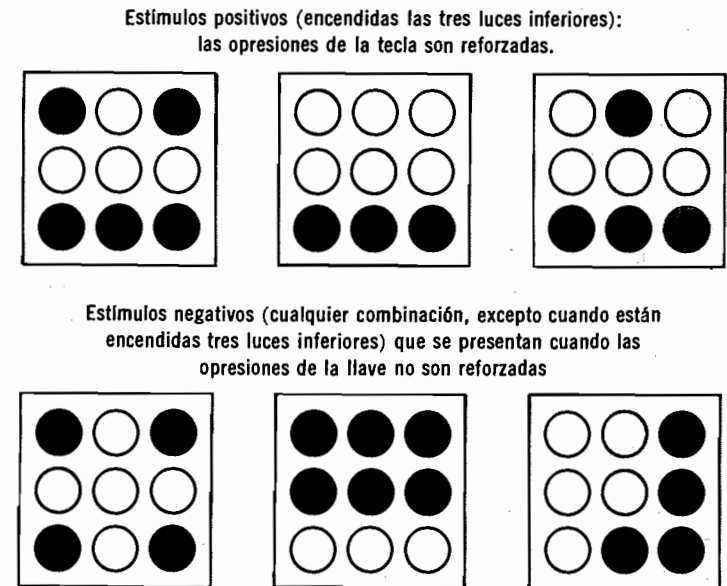 Estímulos positivos (encendidas las tres luces inferiores):
las opresiones de la tecla son reforzadas.
Estímulos negativos (cualquier combinación, excepto cuando están
encendidas tres luces inferiores) que se presentan cuando las
opresiones de la llave no son reforzadas